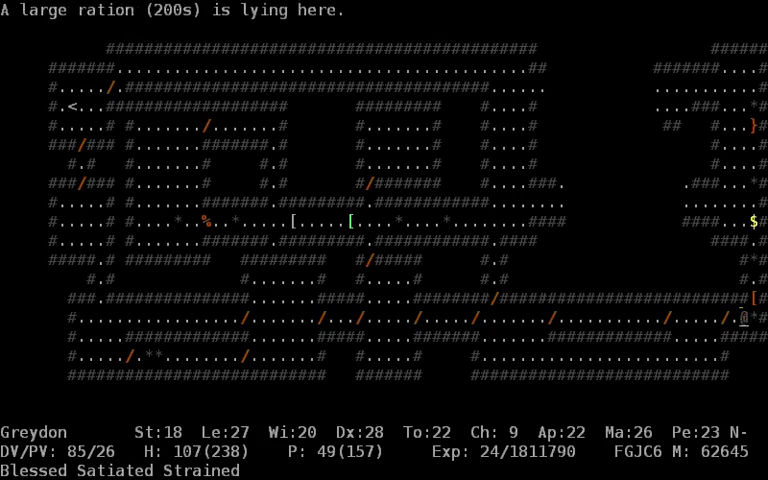 A large ration (200s) is lying here.
Greydon St:18 Le:27 Wi:20 Dx:28 To:22 Ch: 9 Ap:22 Ma:26 Pe:23 N-
DV/PV: 85/26 H: 107(238) P: 49(157) Exp: 24/1811790 FGJC6 M: 62645
Blessed Satiated Strained